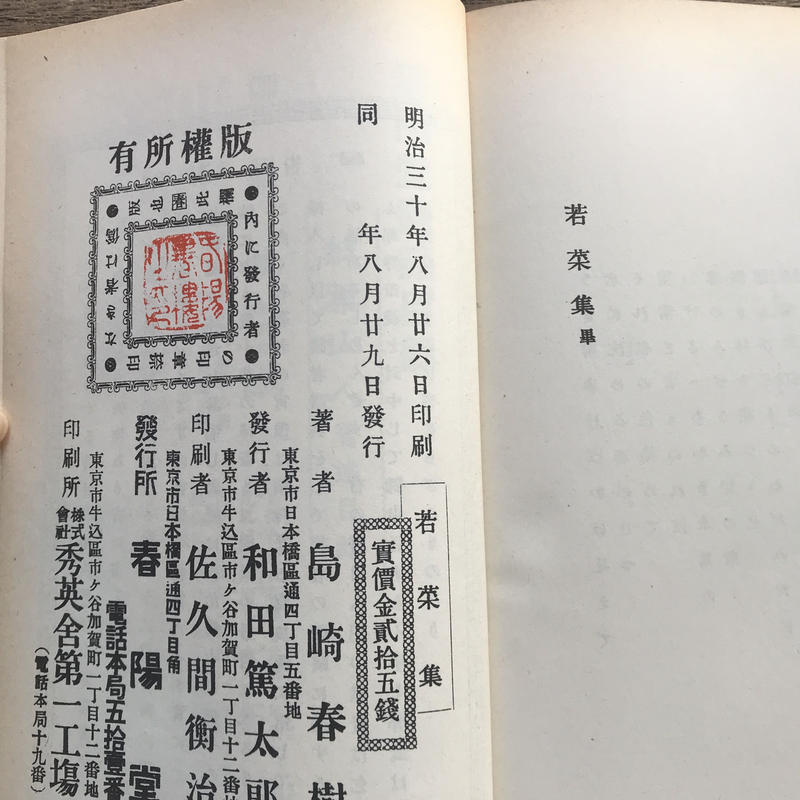 若菜集畢
明治三十年八月廿六日印刷
同　　年八月廿九日發行
版權所有
此
內に發行者
の
者は
若菜集
實價金貳拾五錢
著者　島崎春樹
東京市日本橋區通四丁目五番地
發行者　和田篤太郎
東京市牛込區市ヶ谷加賀町一丁目十二番地
印刷者　佐久間衡治
東京市日本橋區通四丁目角
發行所　春陽堂
電話本局五拾壹番
東京市牛込區市ヶ谷加賀町一丁目十二番地
印刷所　株式會社秀英舍第一工場
（電話本局十九番）